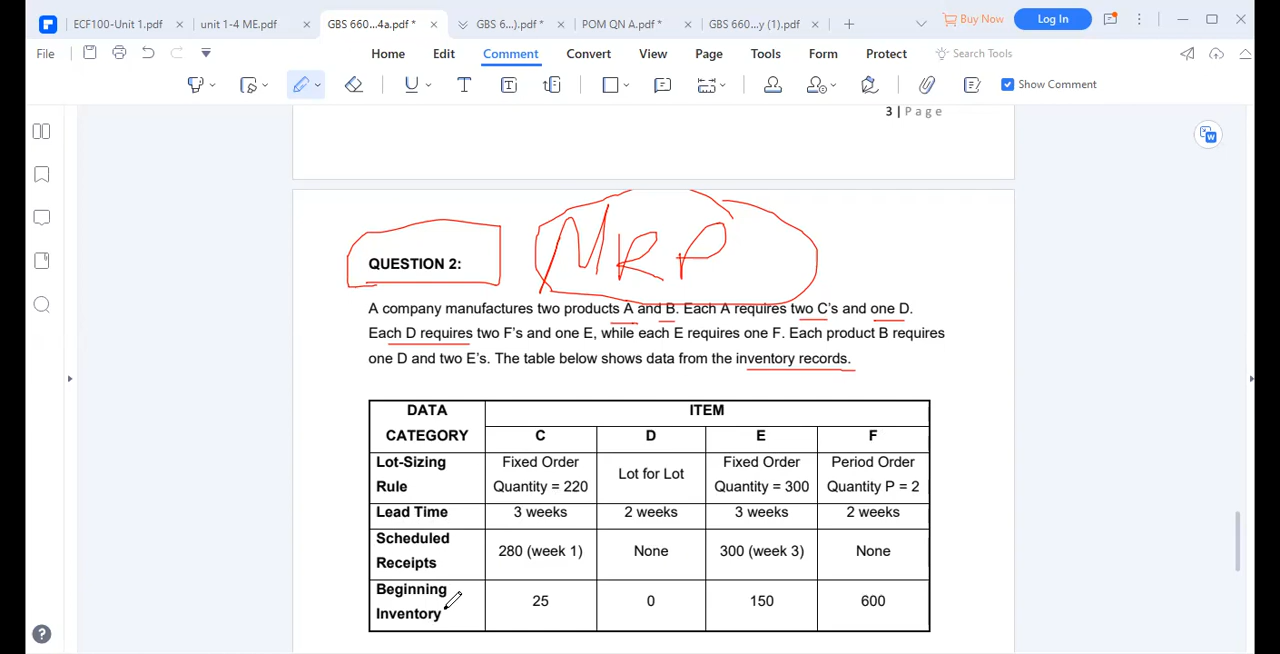 ECF100-Unit 1.pdf × unit 1-4 ME.pdf × GBS 660...4a.pdf * × GBS 6...).pdf * × POM QN A.pdf * × GBS 660...y (1).pdf × + Buy Now Log In
File Home Edit Comment Convert View Page Tools Form Protect Search Tools
Show Comment
3 | Page
MRP
QUESTION 2:
A company manufactures two products A and B. Each A requires two C's and one D.
Each D requires two F's and one E, while each E requires one F. Each product B requires
one D and two E's. The table below shows data from the inventory records.
DATA CATEGORY ITEM
C D E F
Lot-Sizing Rule Fixed Order Quantity = 220 Lot for Lot Fixed Order Quantity = 300 Period Order Quantity P = 2
Lead Time 3 weeks 2 weeks 3 weeks 2 weeks
Scheduled Receipts 280 (week 1) None 300 (week 3) None
Beginning Inventory 25 0 150 600